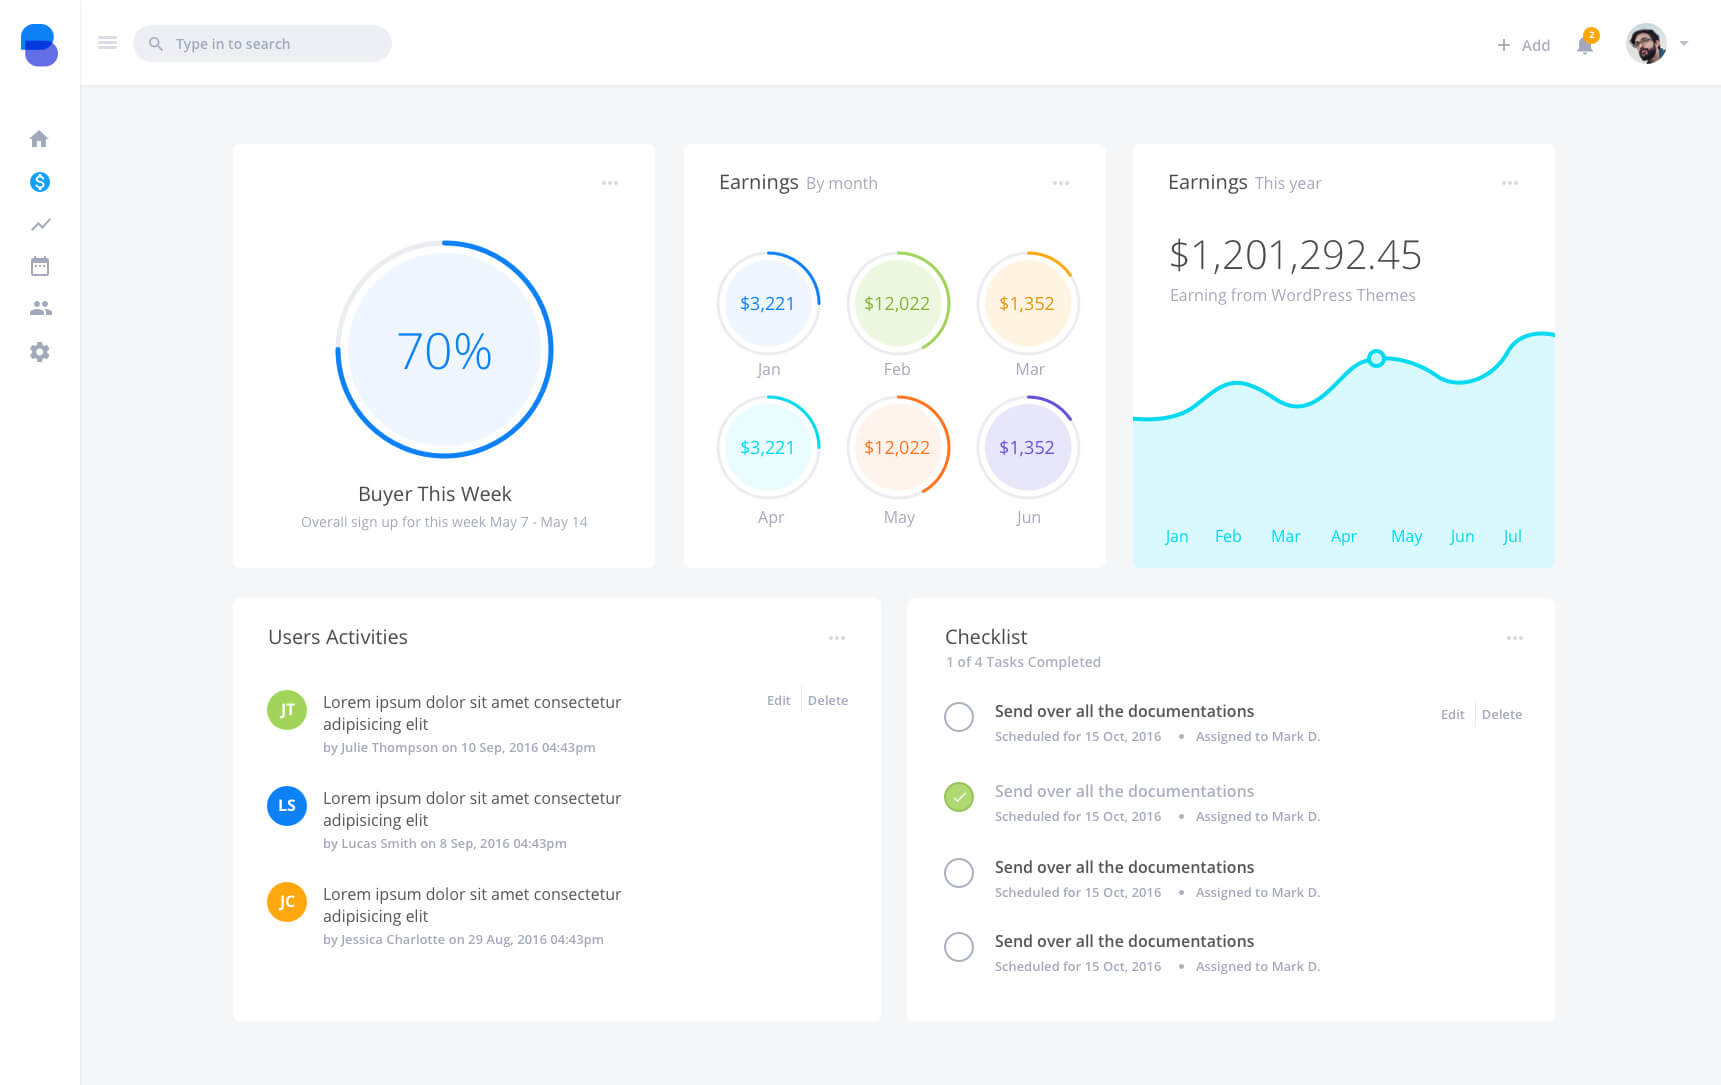 Type in to search
Add
2
70%
Buyer This Week
Overall sign up for this week May 7 - May 14
Earnings By month
$3,221 $12,022 $1,352
Jan Feb Mar
$3,221 $12,022 $1,352
Apr May Jun
Earnings This year
$1,201,292.45
Earning from WordPress Themes
Jan Feb Mar Apr May Jun Jul
Users Activities
JT
Lorem ipsum dolor sit amet consectetur
adipisicing elit
by Julie Thompson on 10 Sep, 2016 04:43pm
Edit Delete
LS
Lorem ipsum dolor sit amet consectetur
adipisicing elit
by Lucas Smith on 8 Sep, 2016 04:43pm
JC
Lorem ipsum dolor sit amet consectetur
adipisicing elit
by Jessica Charlotte on 29 Aug, 2016 04:43pm
Checklist
1 of 4 Tasks Completed
Send over all the documentations
Scheduled for 15 Oct, 2016 • Assigned to Mark D.
Edit Delete
Send over all the documentations
Scheduled for 15 Oct, 2016 • Assigned to Mark D.
Send over all the documentations
Scheduled for 15 Oct, 2016 • Assigned to Mark D.
Send over all the documentations
Scheduled for 15 Oct, 2016 • Assigned to Mark D.